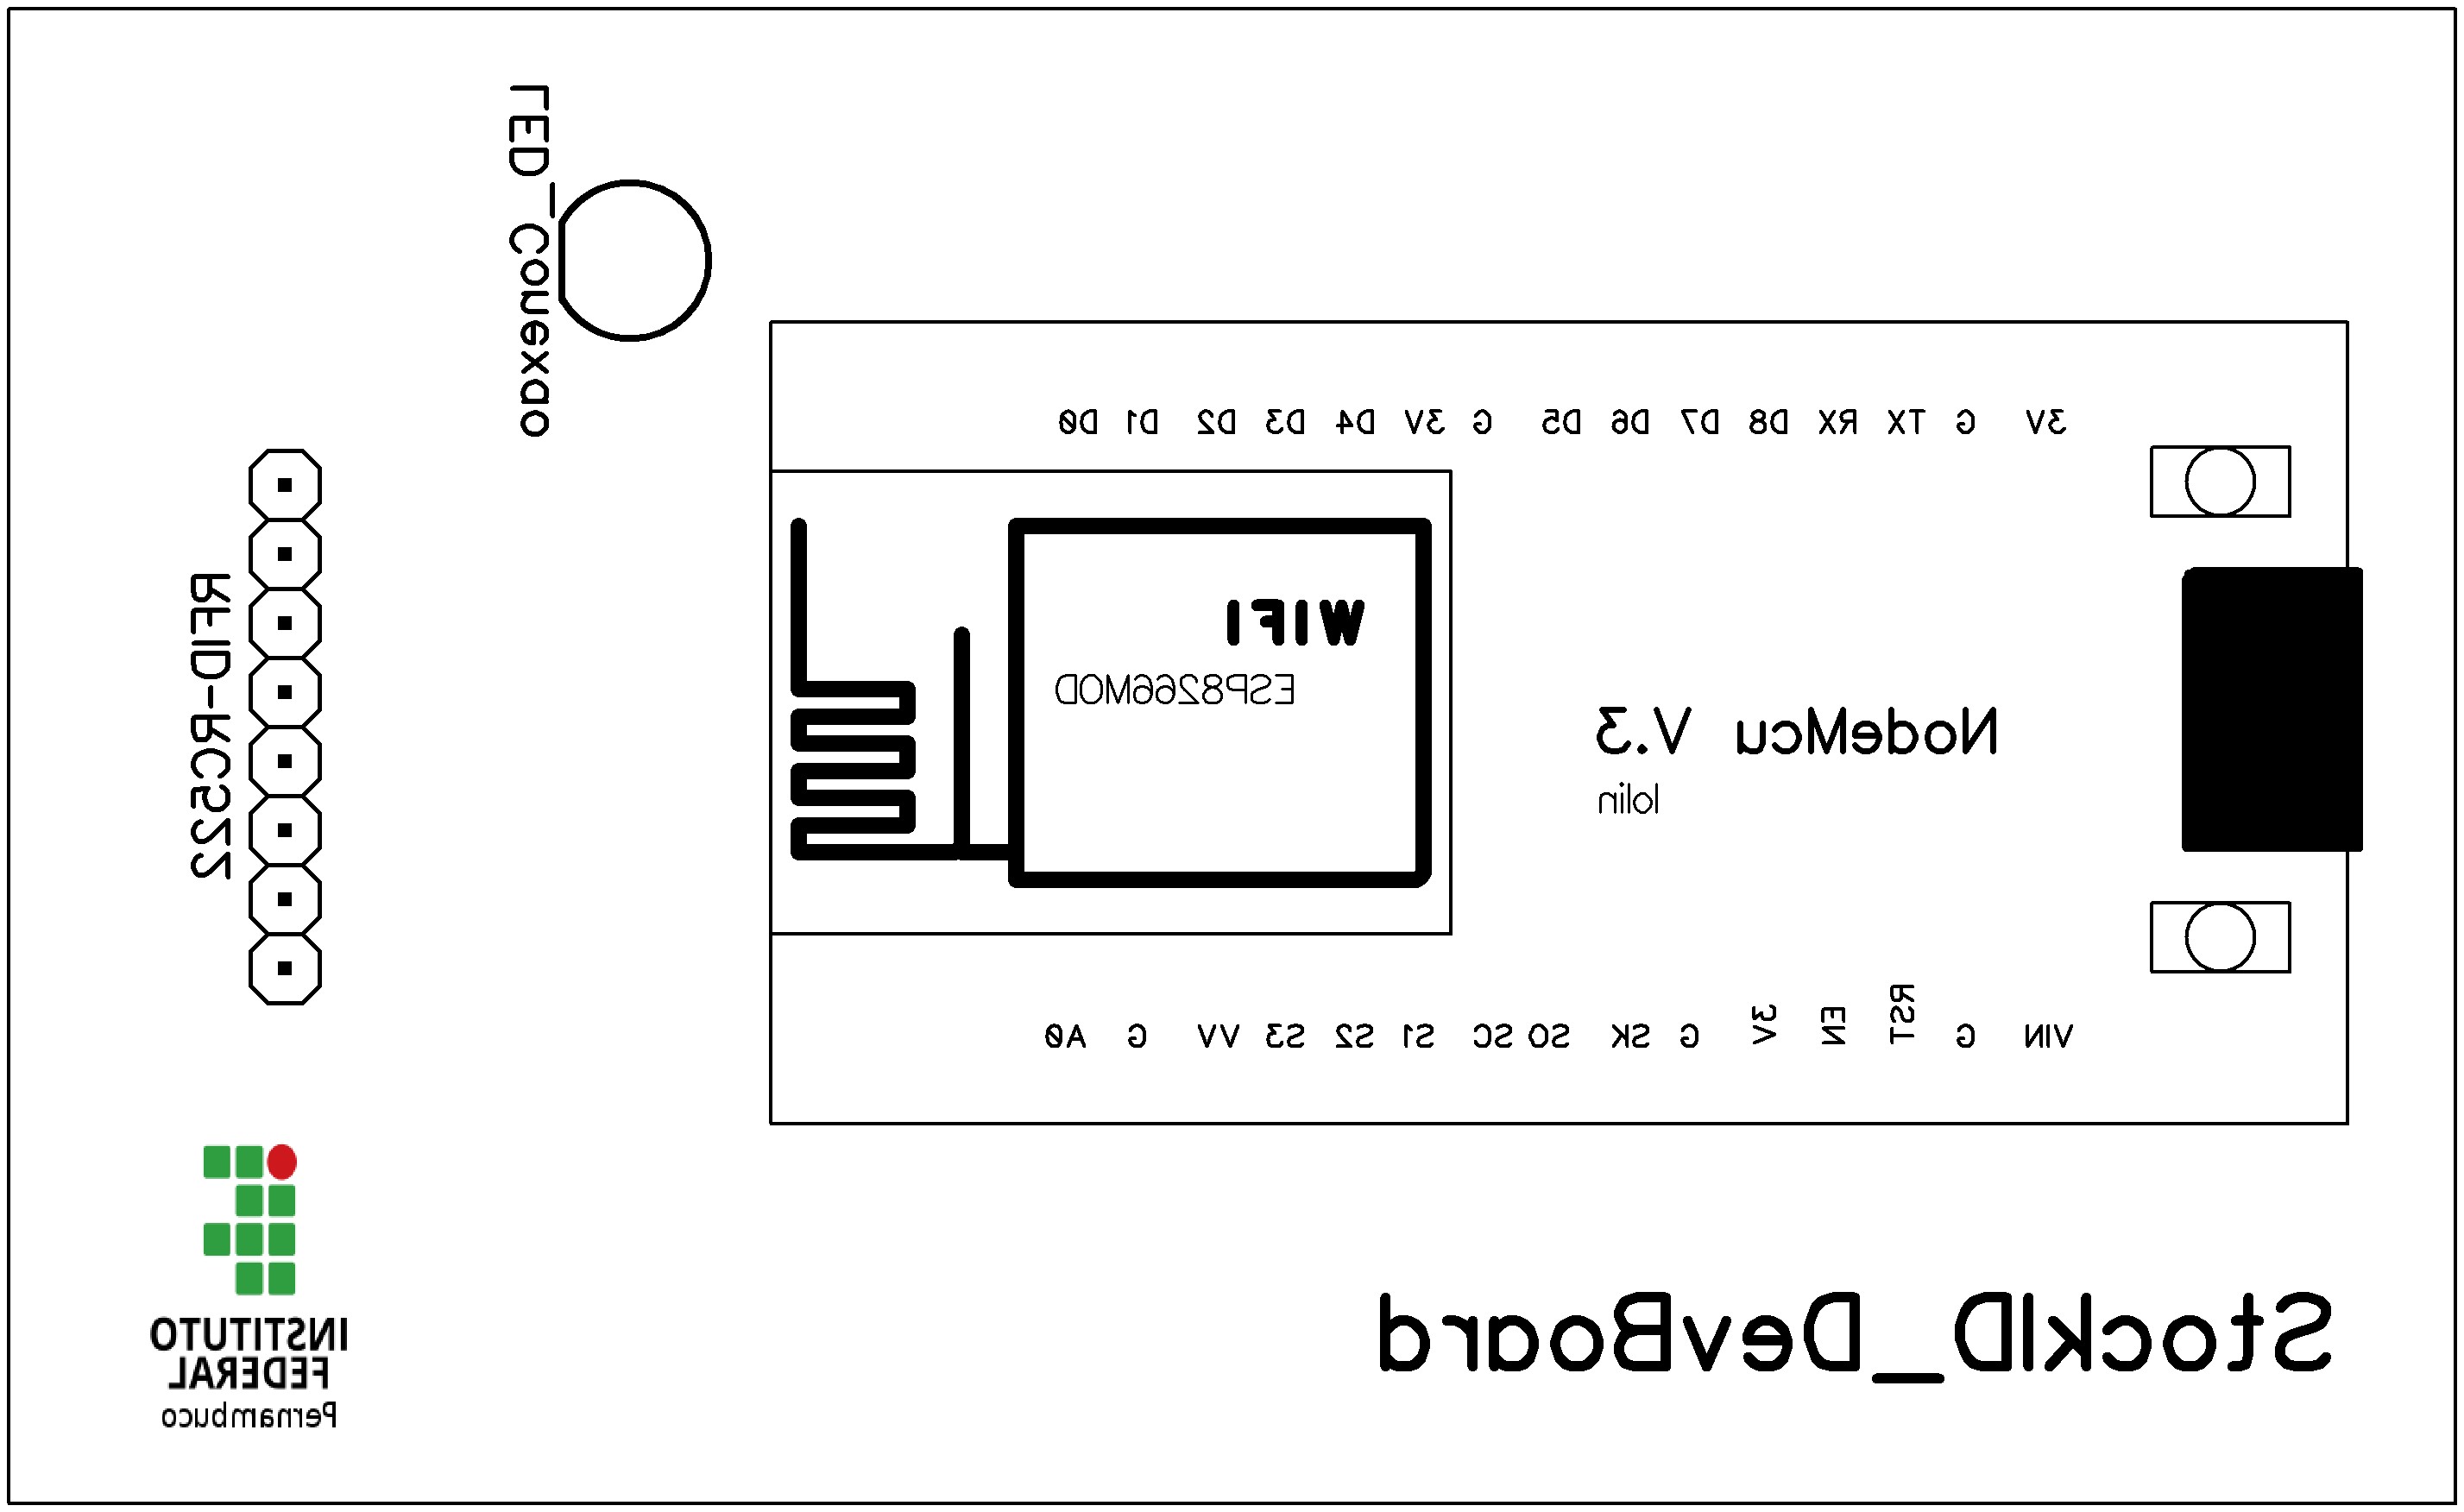 LED_Conexao
D0 D1 D2 D3 D4 3V G D5 D6 D7 D8 RX TX G 3V
WIFI
ESP8266MOD
NodeMcu V.3
lolin
RFID-RC522
A0 G VV S3 S2 S1 SC SO SK G 3V EN RST G VIN
StockID_DevBoard
INSTITUTO
FEDERAL
Pernambuco